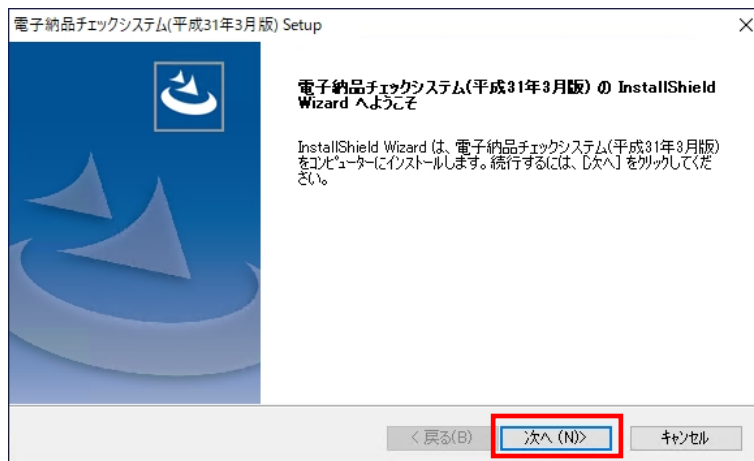 電子納品チェックシステム(平成31年3月版) Setup
電子納品チェックシステム(平成31年3月版) の InstallShield
Wizard へようこそ
InstallShield Wizard は、電子納品チェックシステム(平成31年3月版)
をコンピューターにインストールします。続行するには、[次へ] をクリックしてくだ
さい。
< 戻る(B)
次へ (N)>
キャンセル